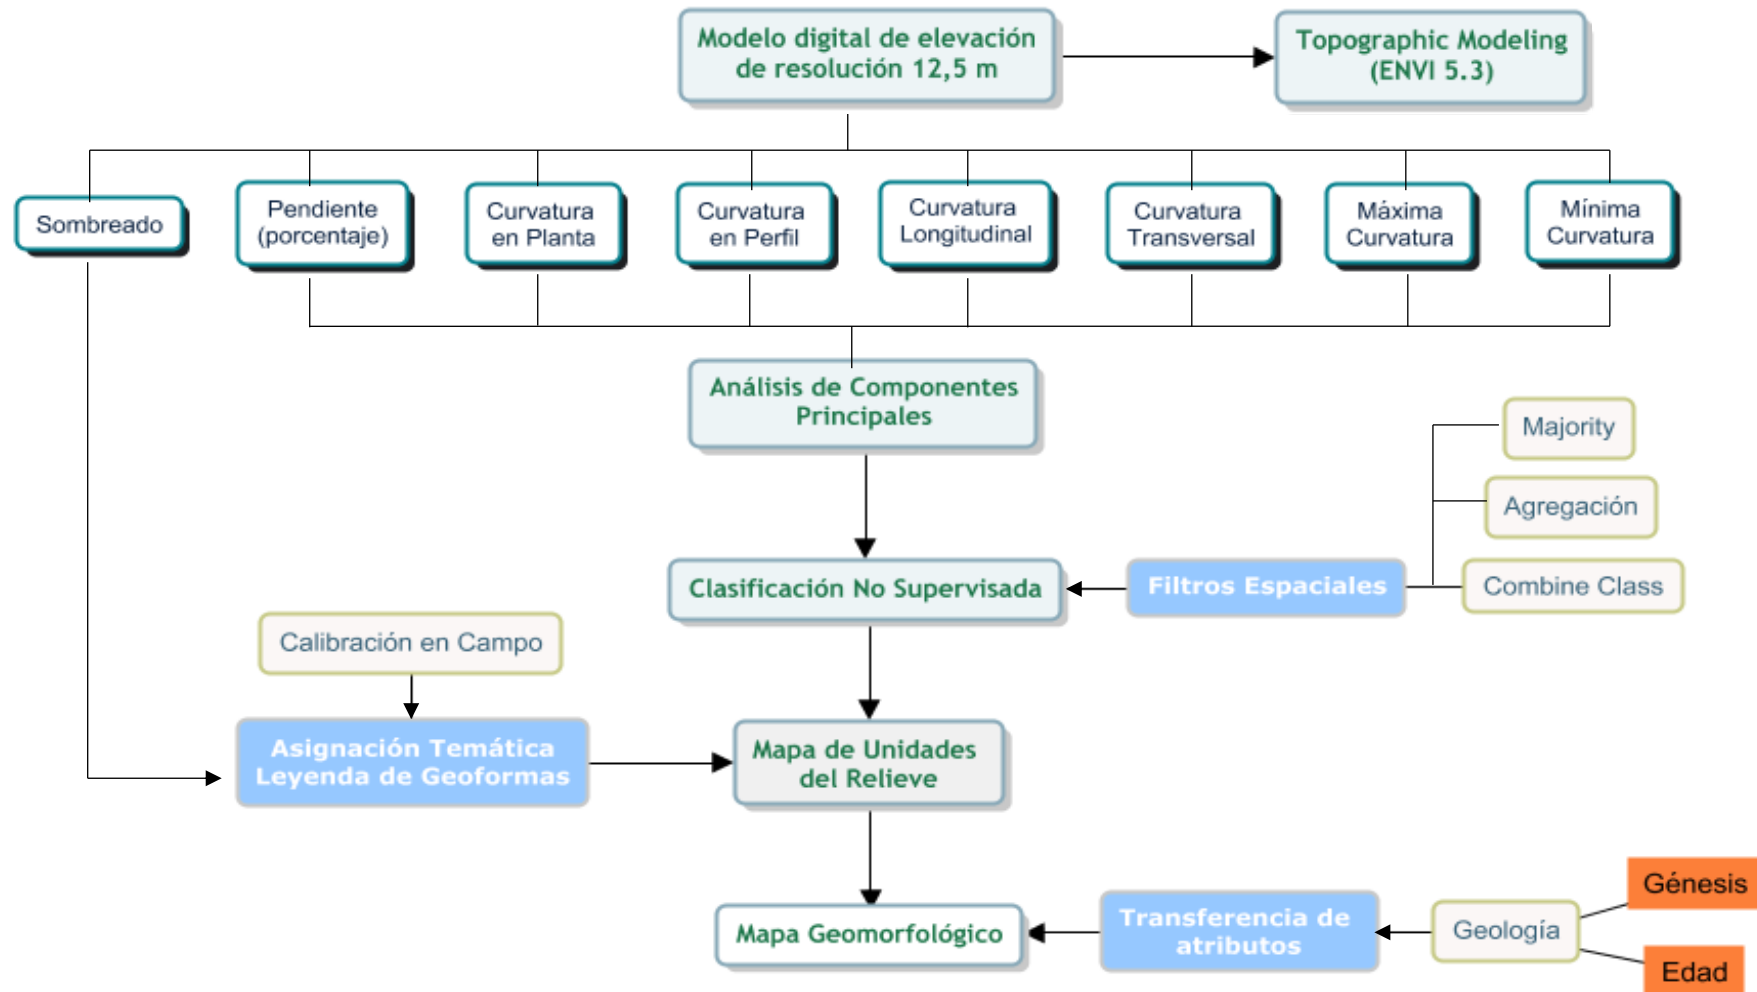 Modelo digital de elevación
de resolución 12,5 m
Topographic Modeling
(ENVI 5.3)
Sombreado
Pendiente
(porcentaje)
Curvatura
en Planta
Curvatura
en Perfil
Curvatura
Longitudinal
Curvatura
Transversal
Máxima
Curvatura
Mínima
Curvatura
Análisis de Componentes
Principales
Majority
Agregación
Clasificación No Supervisada
Filtros Espaciales
Combine Class
Calibración en Campo
Asignación Temática
Leyenda de Geoformas
Mapa de Unidades
del Relieve
Mapa Geomorfológico
Transferencia de
atributos
Geología
Génesis
Edad